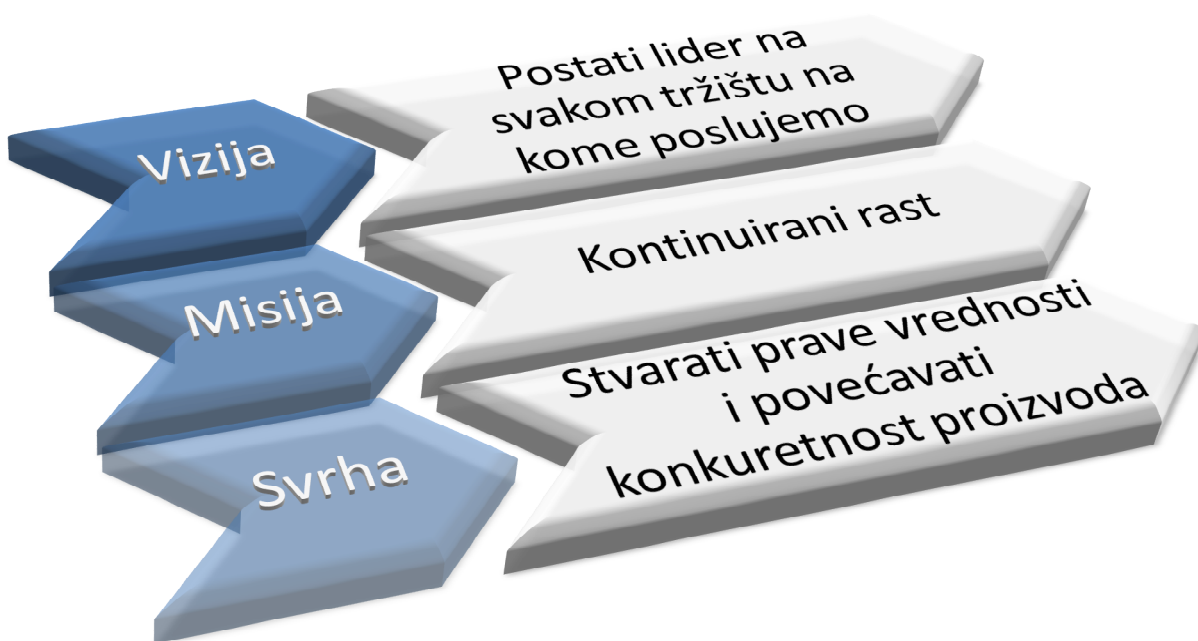 Vizija
Postati lider na
svakom tržištu na
kome poslujemo
Misija
Kontinuirani rast
Svrha
Stvarati prave vrednosti
i povećavati
konkuretnost proizvoda